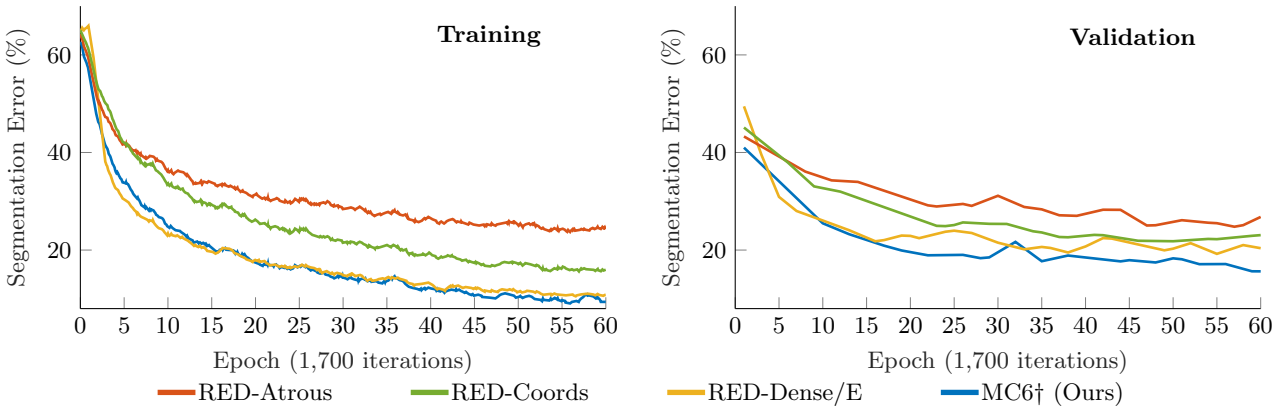 Training
Segmentation Error (%)
60
40
20
0 5 10 15 20 25 30 35 40 45 50 55 60
Epoch (1,700 iterations)
Validation
Segmentation Error (%)
60
40
20
0 5 10 15 20 25 30 35 40 45 50 55 60
Epoch (1,700 iterations)
RED-Atrous RED-Coords RED-Dense/E MC6† (Ours)